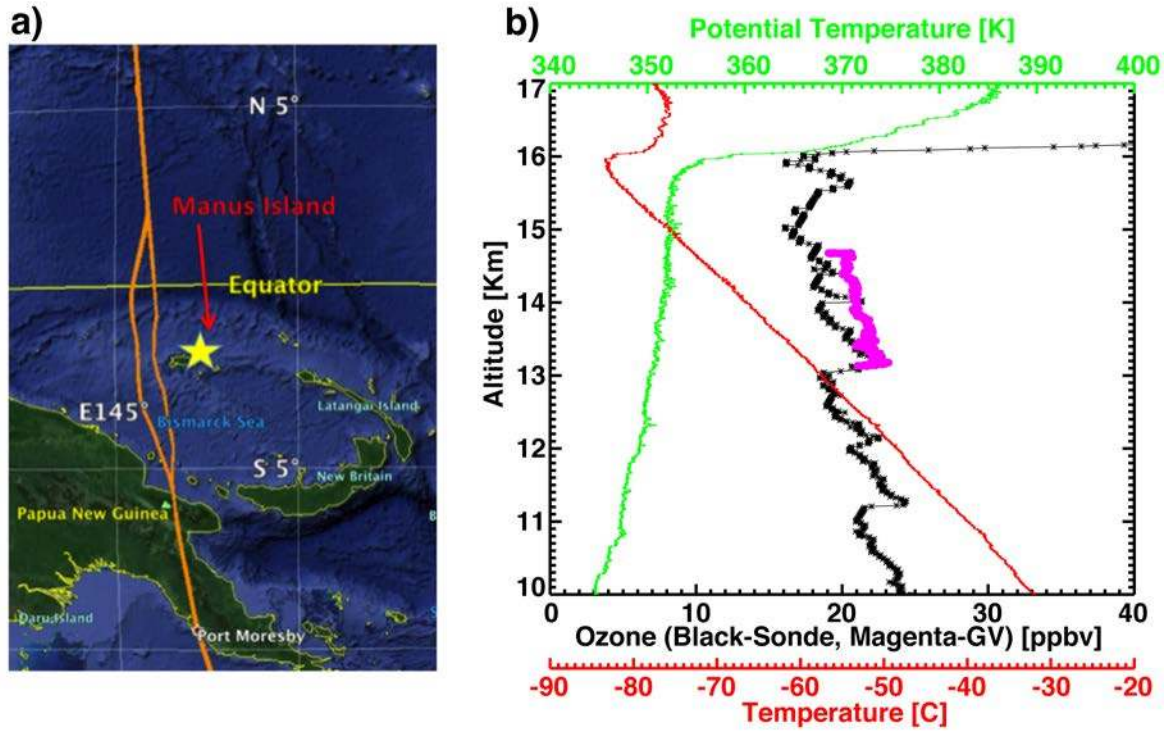 a)
N 5°
Manus Island
Equator
E145°
Bismarck Sea
Latangai Island
S 5°
New Britain
Papua New Guinea
Daru Island
Port Moresby
b)
Potential Temperature [K]
340 350 360 370 380 390 400
17
16
15
14
13
12
11
10
Altitude [Km]
0 10 20 30 40
Ozone (Black-Sonde, Magenta-GV) [ppbv]
-90 -80 -70 -60 -50 -40 -30 -20
Temperature [C]